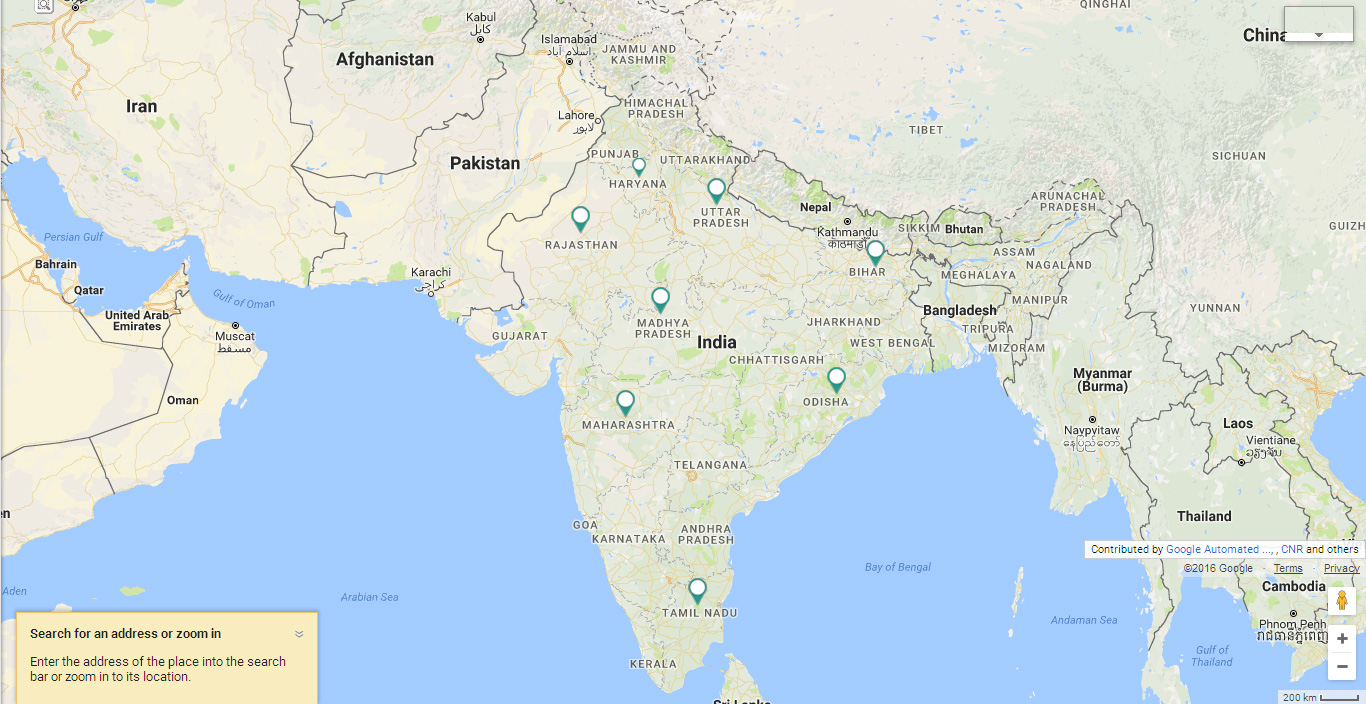 QINGHAI
Kabul
کابل
China
Islamabad
اسلام آباد
JAMMU AND
KASHMIR
Afghanistan
Iran
HIMACHAL
PRADESH
Lahore
لاہور
TIBET
PUNJAB
UTTARAKHAND
SICHUAN
Pakistan
HARYANA
ARUNACHAL
PRADESH
Nepal
UTTAR
PRADESH
Kathmandu
काठमाडौं
SIKKIM
Bhutan
GUIZH
Persian Gulf
RAJASTHAN
ASSAM
NAGALAND
Bahrain
Karachi
کراچی
BIHAR
MEGHALAYA
Qatar
Gulf of Oman
MANIPUR
United Arab
Emirates
Bangladesh
YUNNAN
MADHYA
PRADESH
JHARKHAND
TRIPURA
Muscat
مسقط
GUJARAT
India
WEST BENGAL
MIZORAM
CHHATTISGARH
Myanmar
(Burma)
Oman
ODISHA
MAHARASHTRA
Laos
Naypyitaw
နေပြည်တော်
Vientiane
ວຽງຈັນ
TELANGANA
en
Thailand
GOA
KARNATAKA
ANDHRA
PRADESH
Contributed by Google Automated ..., , CNR and others
©2016 Google - Terms - Privacy
Bay of Bengal
Aden
Arabian Sea
Cambodia
TAMIL NADU
Andaman Sea
Phnom Penh
រាជធានីភ្នំពេញ
Search for an address or zoom in
Enter the address of the place into the search
bar or zoom in to its location.
Gulf of
Thailand
KERALA
Sri Lanka
200 km